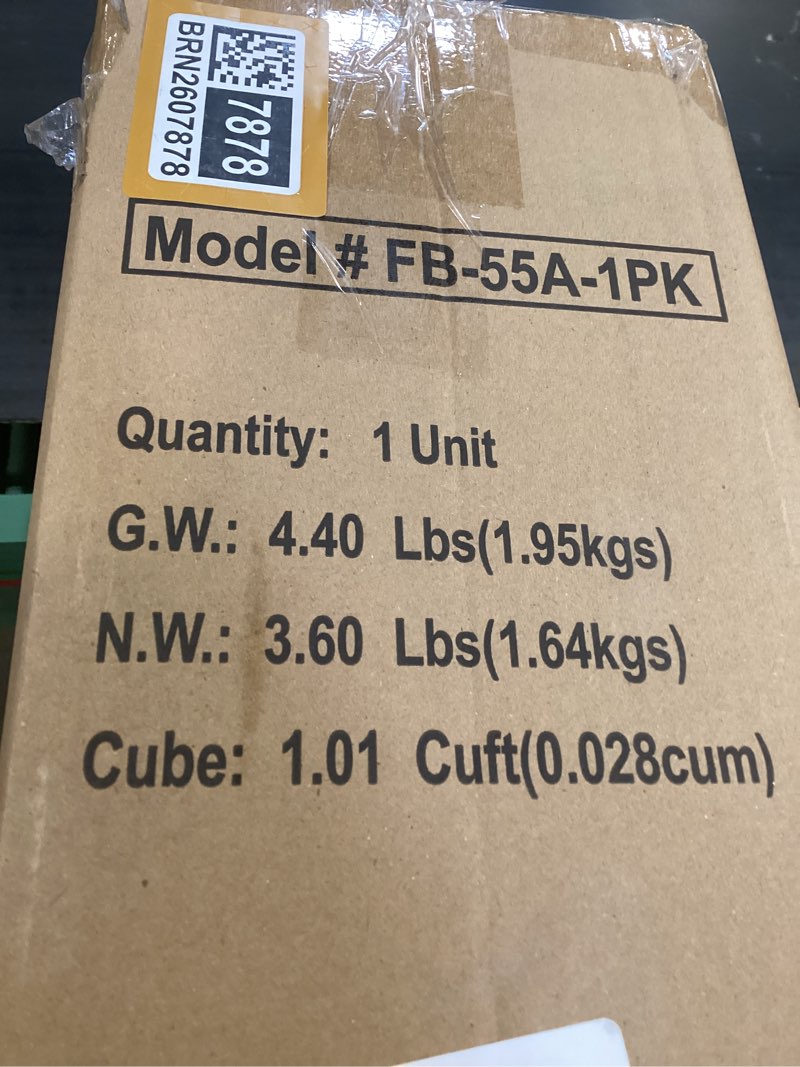 BRN2607878
7878
Model # FB-55A-1PK
Quantity: 1 Unit
G.W.: 4.40 Lbs(1.95kgs)
N.W.: 3.60 Lbs(1.64kgs)
Cube: 1.01 Cuft(0.028cum)